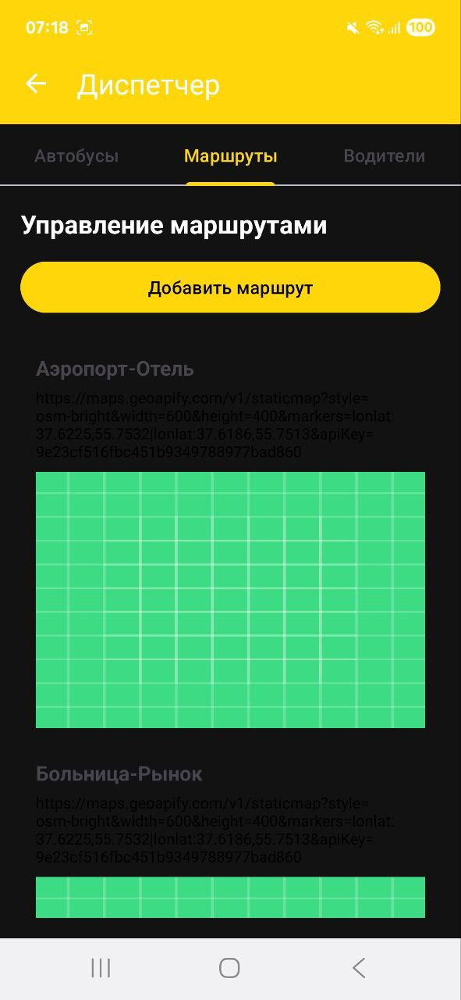 07:18
100
Диспетчер
Автобусы
Маршруты
Водители
Управление маршрутами
Добавить маршрут
Аэропорт-Отель
https://maps.geoapify.com/v1/staticmap?style=
osm-bright&width=600&height=400&markers=lonlat:
37.6225,55.7532|lonlat:37.6186,55.7513&apiKey=
9e23cf516fbc451b9349788977bad860
Больница-Рынок
https://maps.geoapify.com/v1/staticmap?style=
osm-bright&width=600&height=400&markers=lonlat:
37.6225,55.7532|lonlat:37.6186,55.7513&apiKey=
9e23cf516fbc451b9349788977bad860